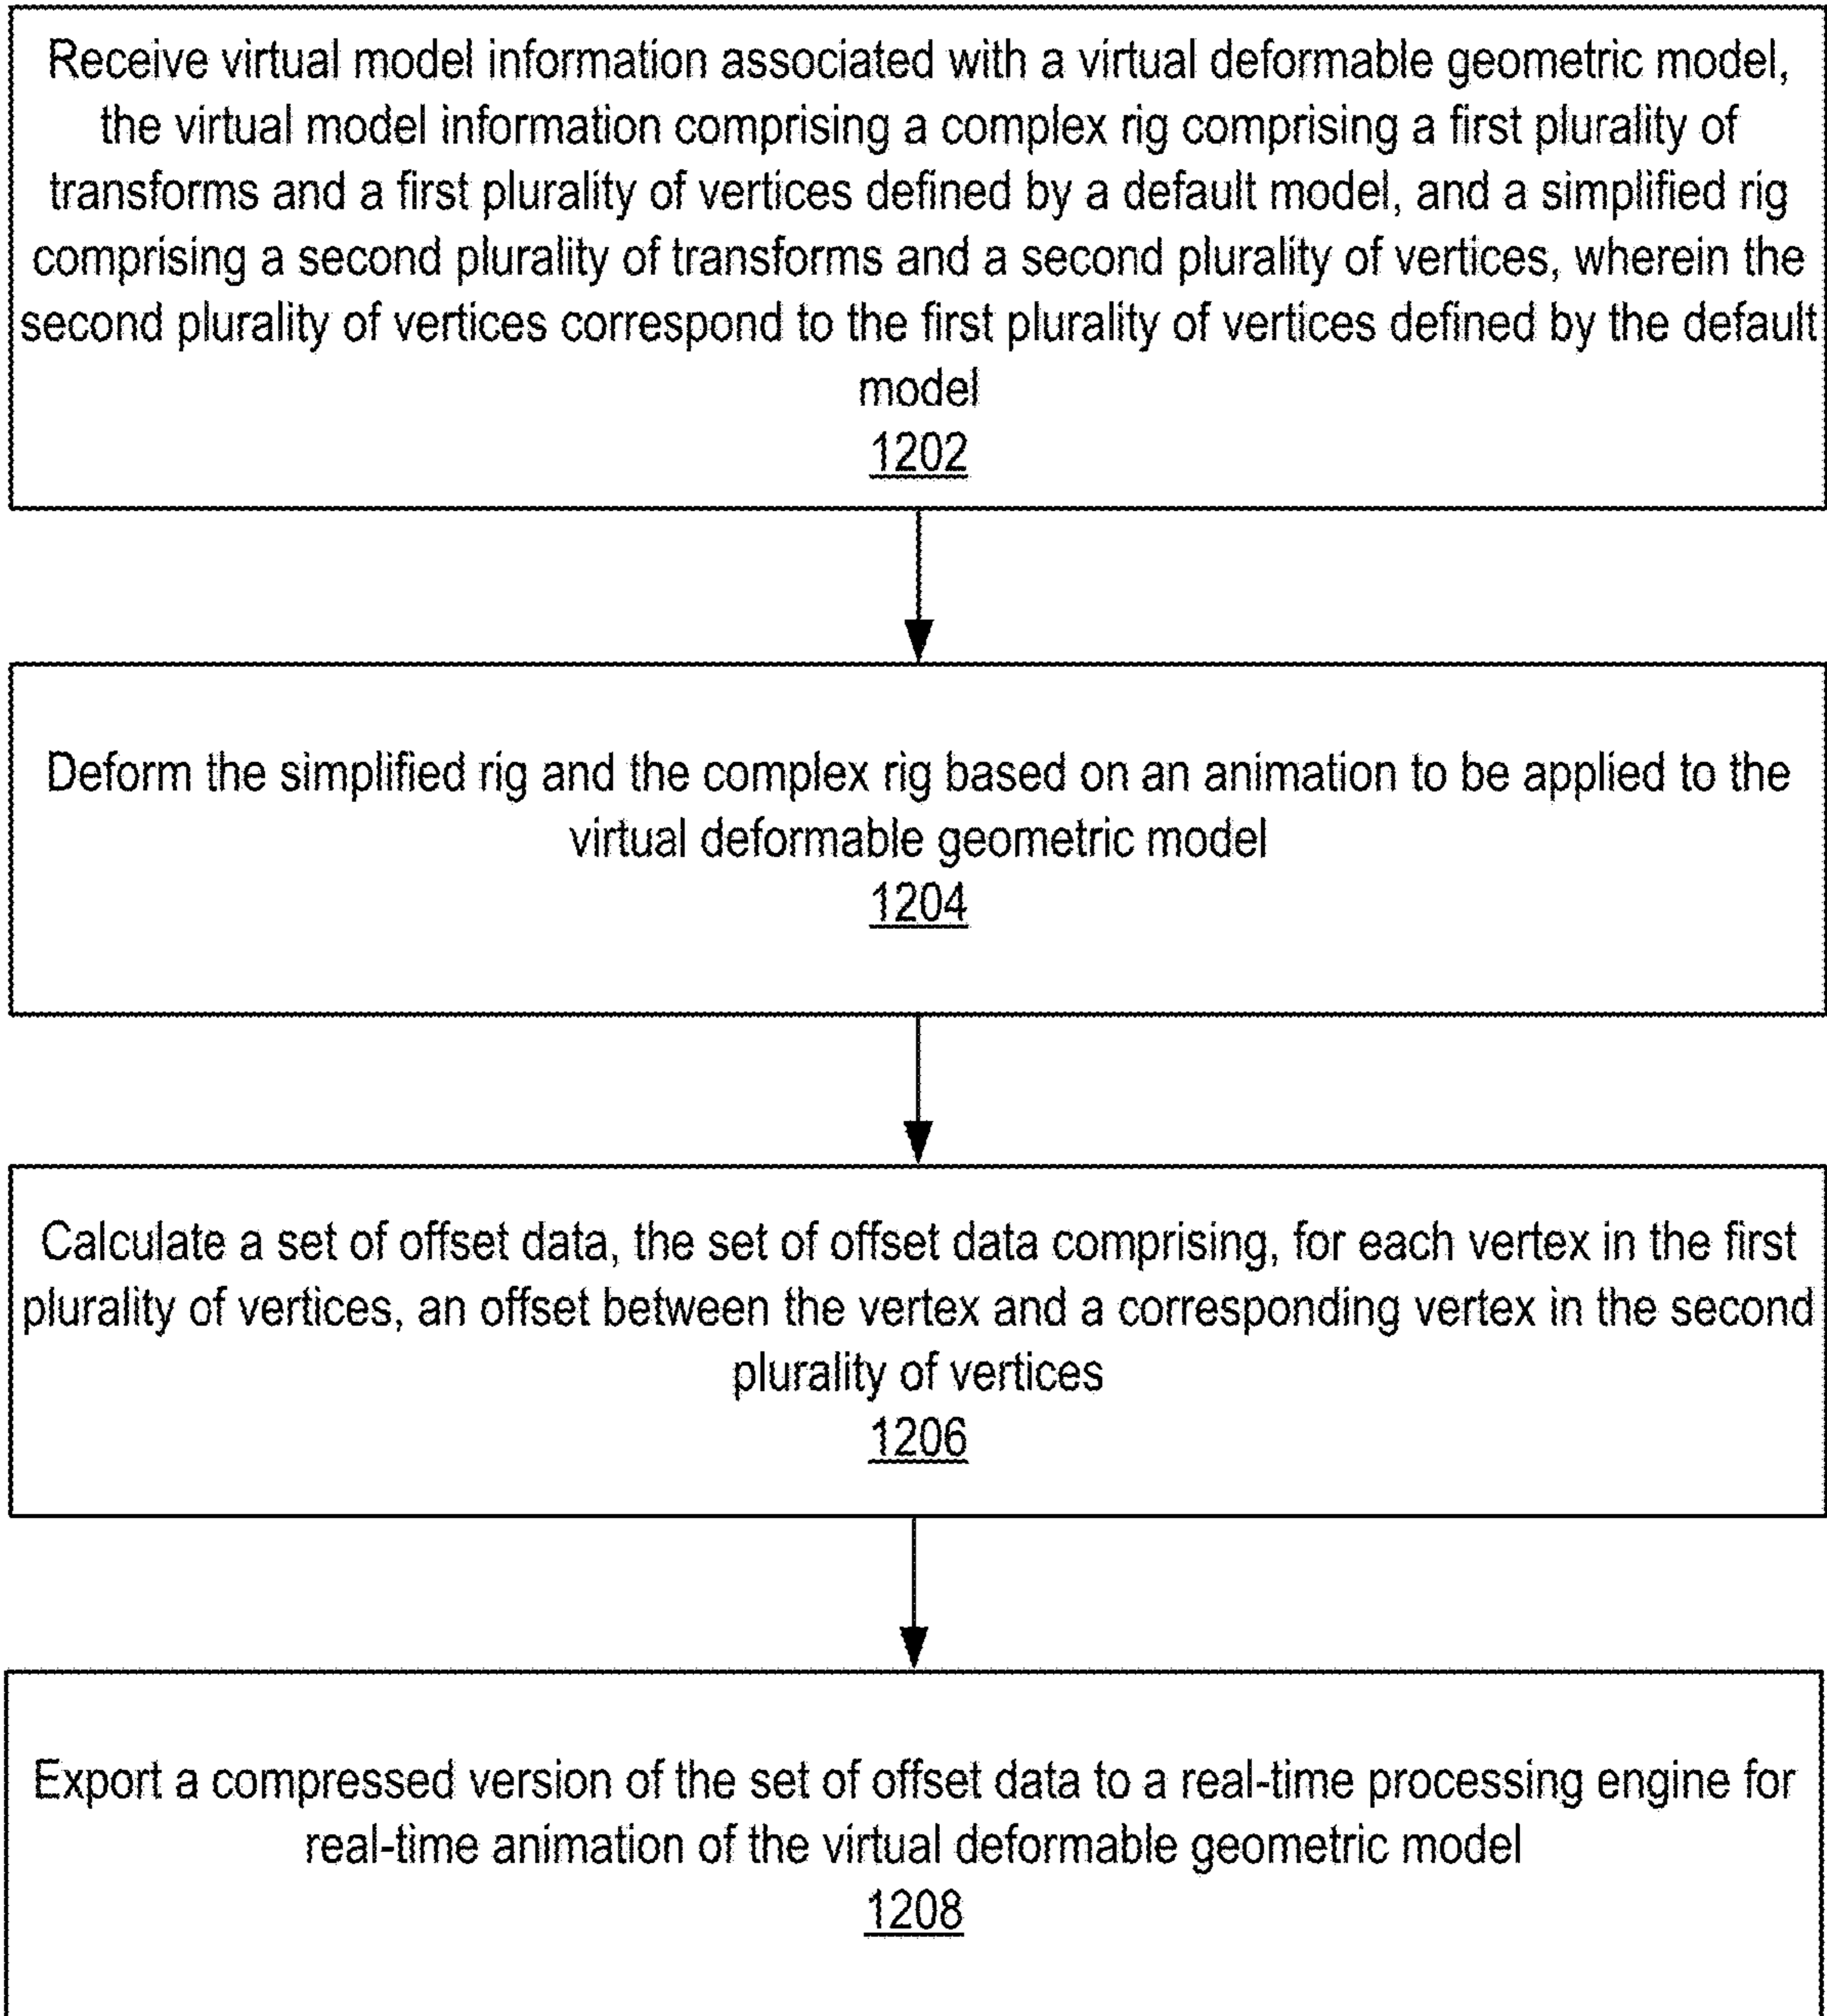 Receive virtual model information associated with a virtual deformable geometric model,
the virtual model information comprising a complex rig comprising a first plurality of
transforms and a first plurality of vertices defined by a default model, and a simplified rig
comprising a second plurality of transforms and a second plurality of vertices, wherein the
second plurality of vertices correspond to the first plurality of vertices defined by the default
model
1202
Deform the simplified rig and the complex rig based on an animation to be applied to the
virtual deformable geometric model
1204
Calculate a set of offset data, the set of offset data comprising, for each vertex in the first
plurality of vertices, an offset between the vertex and a corresponding vertex in the second
plurality of vertices
1206
Export a compressed version of the set of offset data to a real-time processing engine for
real-time animation of the virtual deformable geometric model
1208